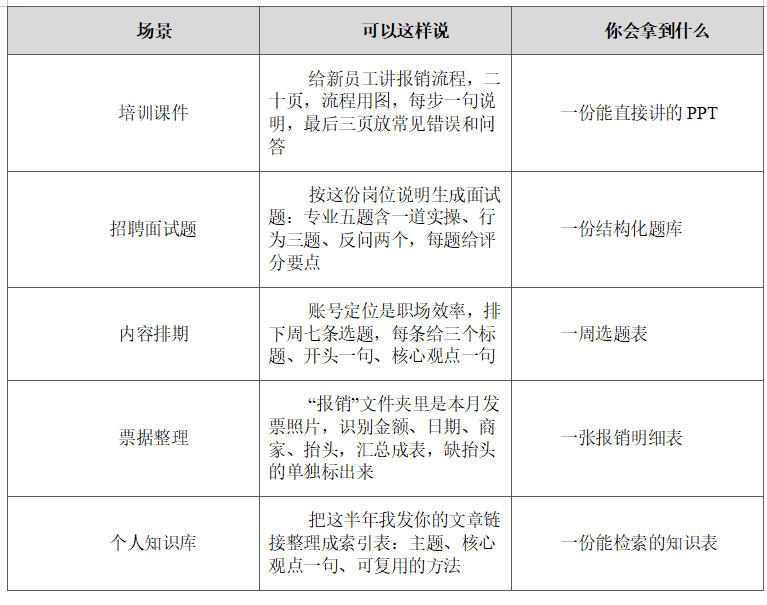 场景 可以这样说 你会拿到什么
给新员工讲报销流程，二
十页，流程用图，每步一句说
培训课件 一份能直接讲的 PPT
明，最后三页放常见错误和问
答
按这份岗位说明生成面试
题：专业五题含一道实操、行
招聘面试题 一份结构化题库
为三题、反问两个，每题给评
分要点
账号定位是职场效率，排
内容排期 下周七条选题，每条给三个标 一周选题表
题、开头一句、核心观点一句
“报销”文件夹里是本月发
票照片，识别金额、日期、商
票据整理 一张报销明细表
家、抬头，汇总成表，缺抬头
的单独标出来
把这半年我发你的文章链
个人知识库 接整理成索引表：主题、核心 一份能检索的知识表
观点一句、可复用的方法